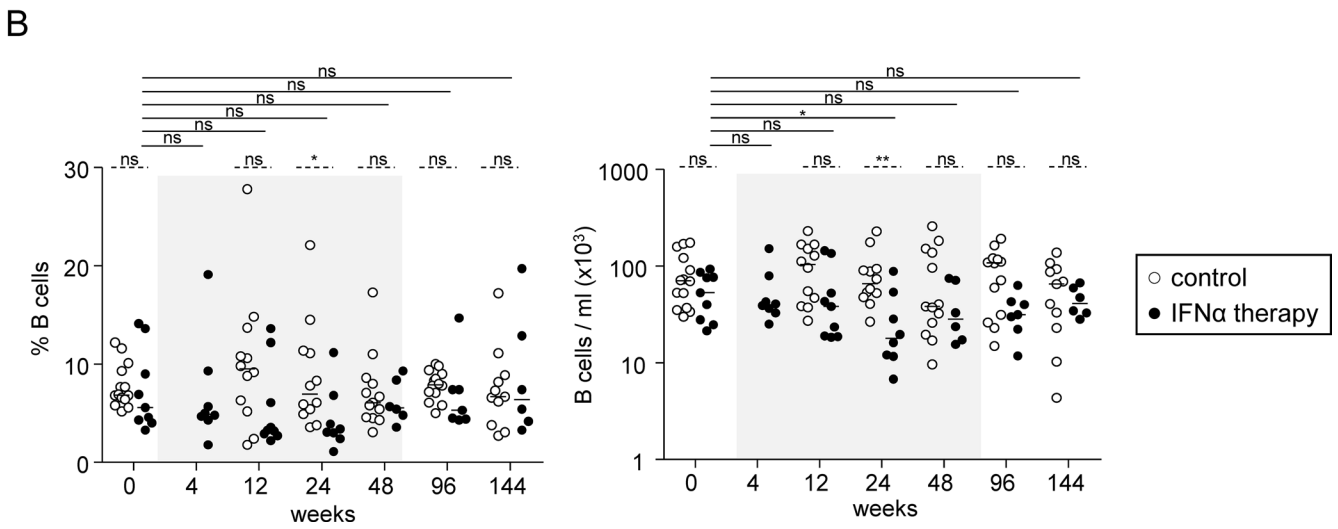 B
ns
ns
ns
ns
ns
ns
ns
ns
*
ns
ns
ns
30
20
10
0
% B cells
0 4 12 24 48 96 144
weeks
ns
ns
ns
*
ns
ns
ns
ns
**
ns
ns
ns
1000
100
10
1
B cells / ml (x10³)
0 4 12 24 48 96 144
weeks
control
IFNα therapy